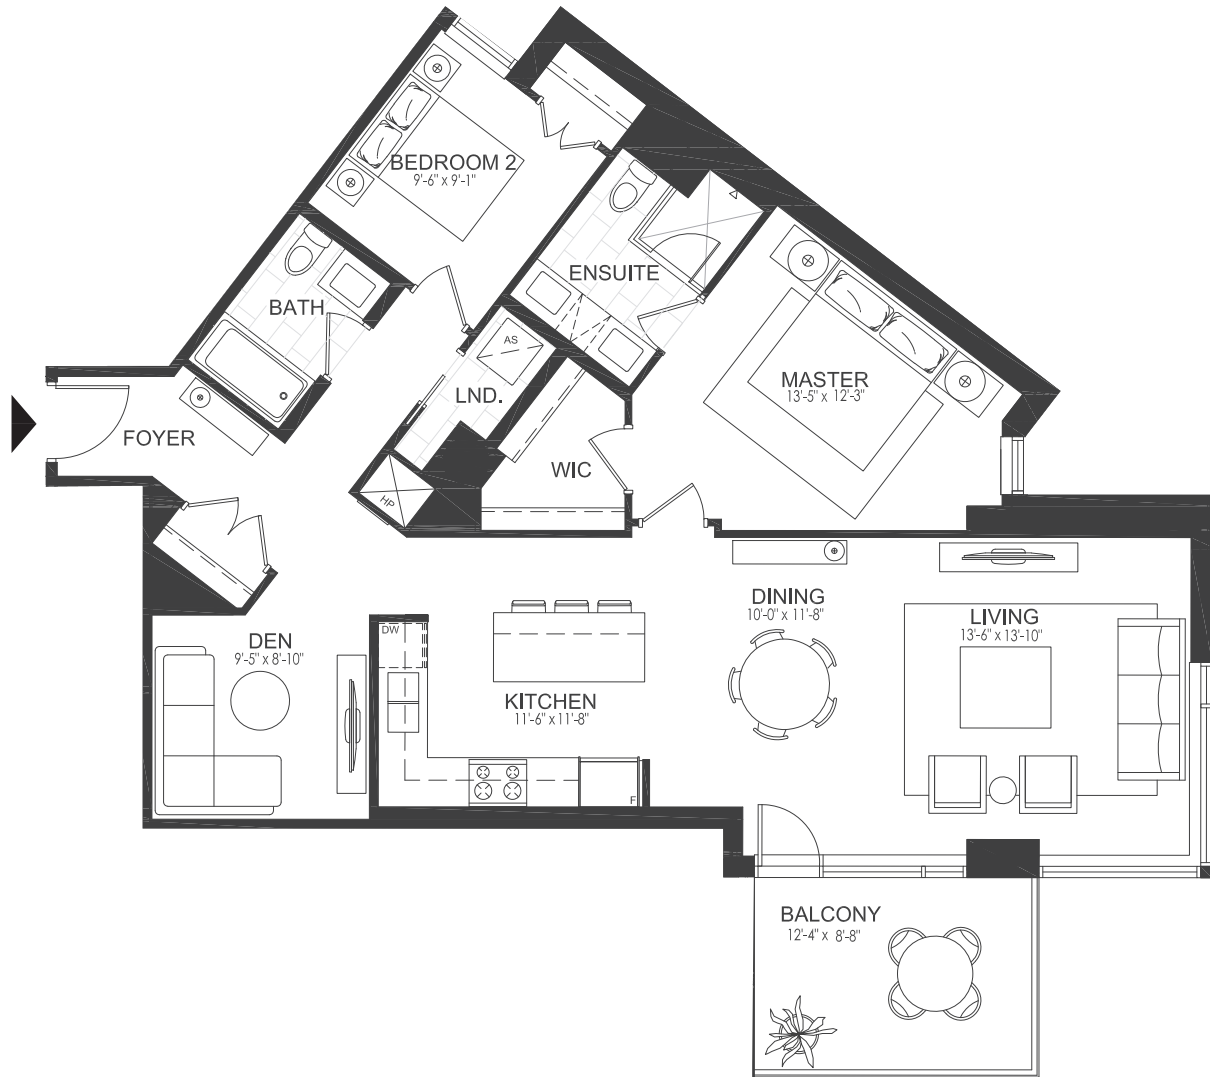 BEDROOM 2
9'-6" x 9'-1"
ENSUITE
BATH
AS
LND.
MASTER
13'-5" x 12'-3"
FOYER
WIC
HP
DINING
10'-0" x 11'-8"
LIVING
13'-6" x 13'-10"
DEN
9'-5" x 8'-10"
DW
KITCHEN
11'-6" x 11'-8"
F
BALCONY
12'-4" x 8'-8"